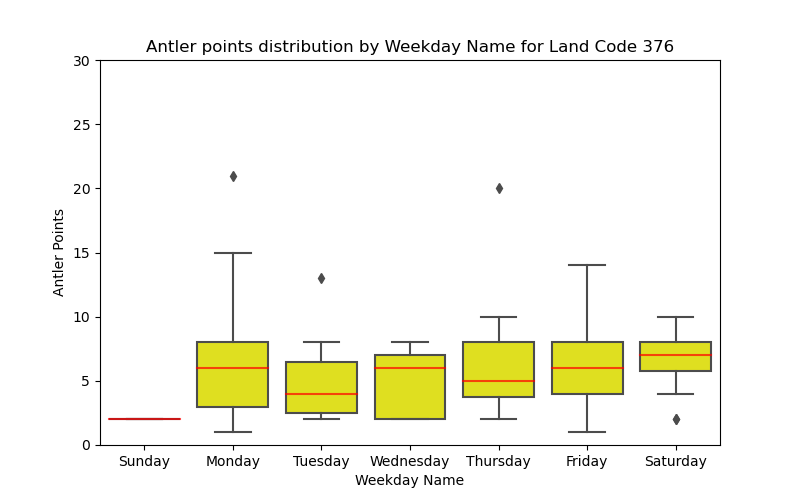 Antler points distribution by Weekday Name for Land Code 376
Antler Points
30
25
20
15
10
5
0
Sunday Monday Tuesday Wednesday Thursday Friday Saturday
Weekday Name